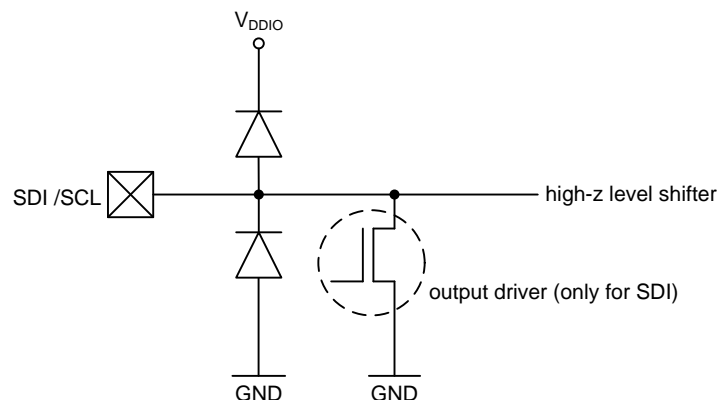 VDDIO
SDI /SCL
high-z level shifter
output driver (only for SDI)
GND
GND